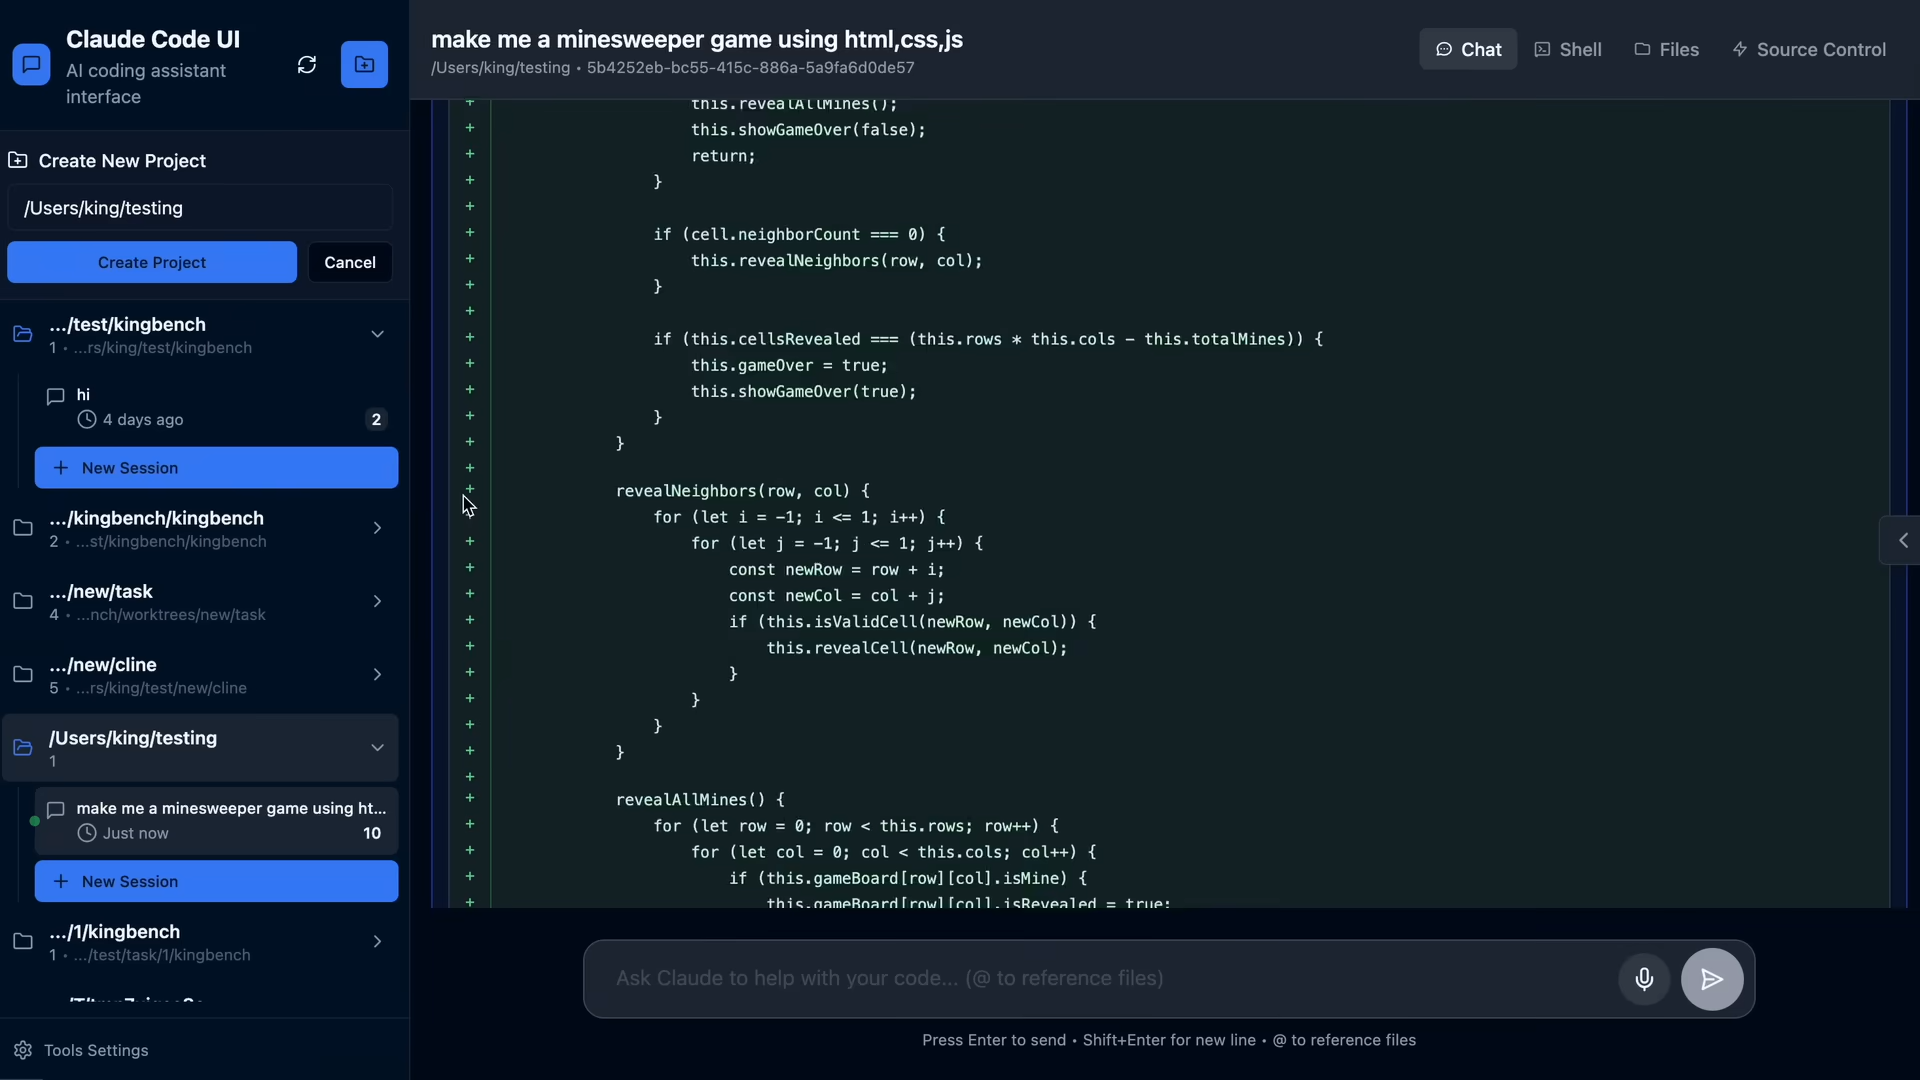 Claude Code UI
AI coding assistant
interface
Create New Project
/Users/king/testing
Create Project
Cancel
.../test/kingbench
1 • ...rs/king/test/kingbench
hi
4 days ago
2
+ New Session
.../kingbench/kingbench
2 • ...st/kingbench/kingbench
.../new/task
4 • ...nch/worktrees/new/task
.../new/cline
5 • ...rs/king/test/new/cline
/Users/king/testing
1
make me a minesweeper game using ht...
Just now
10
+ New Session
.../1/kingbench
1 • .../test/task/1/kingbench
Tools Settings
make me a minesweeper game using html,css,js
/Users/king/testing • 5b4252eb-bc55-415c-886a-5a9fa6d0de57
Chat
Shell
Files
Source Control
+ this.revealAllMines();
+ this.showGameOver(false);
+ return;
+ }
+
+ if (cell.neighborCount === 0) {
+ this.revealNeighbors(row, col);
+ }
+
+ if (this.cellsRevealed === (this.rows * this.cols - this.totalMines)) {
+ this.gameOver = true;
+ this.showGameOver(true);
+ }
+ }
+
+ revealNeighbors(row, col) {
for (let i = -1; i <= 1; i++) {
+ for (let j = -1; j <= 1; j++) {
+ const newRow = row + i;
+ const newCol = col + j;
+ if (this.isValidCell(newRow, newCol)) {
+ this.revealCell(newRow, newCol);
+ }
+ }
+ }
+ }
+
+ revealAllMines() {
+ for (let row = 0; row < this.rows; row++) {
+ for (let col = 0; col < this.cols; col++) {
+ if (this.gameBoard[row][col].isMine) {
+ this.gameBoard[row][col].isRevealed = true;
Ask Claude to help with your code... (@ to reference files)
Press Enter to send • Shift+Enter for new line • @ to reference files